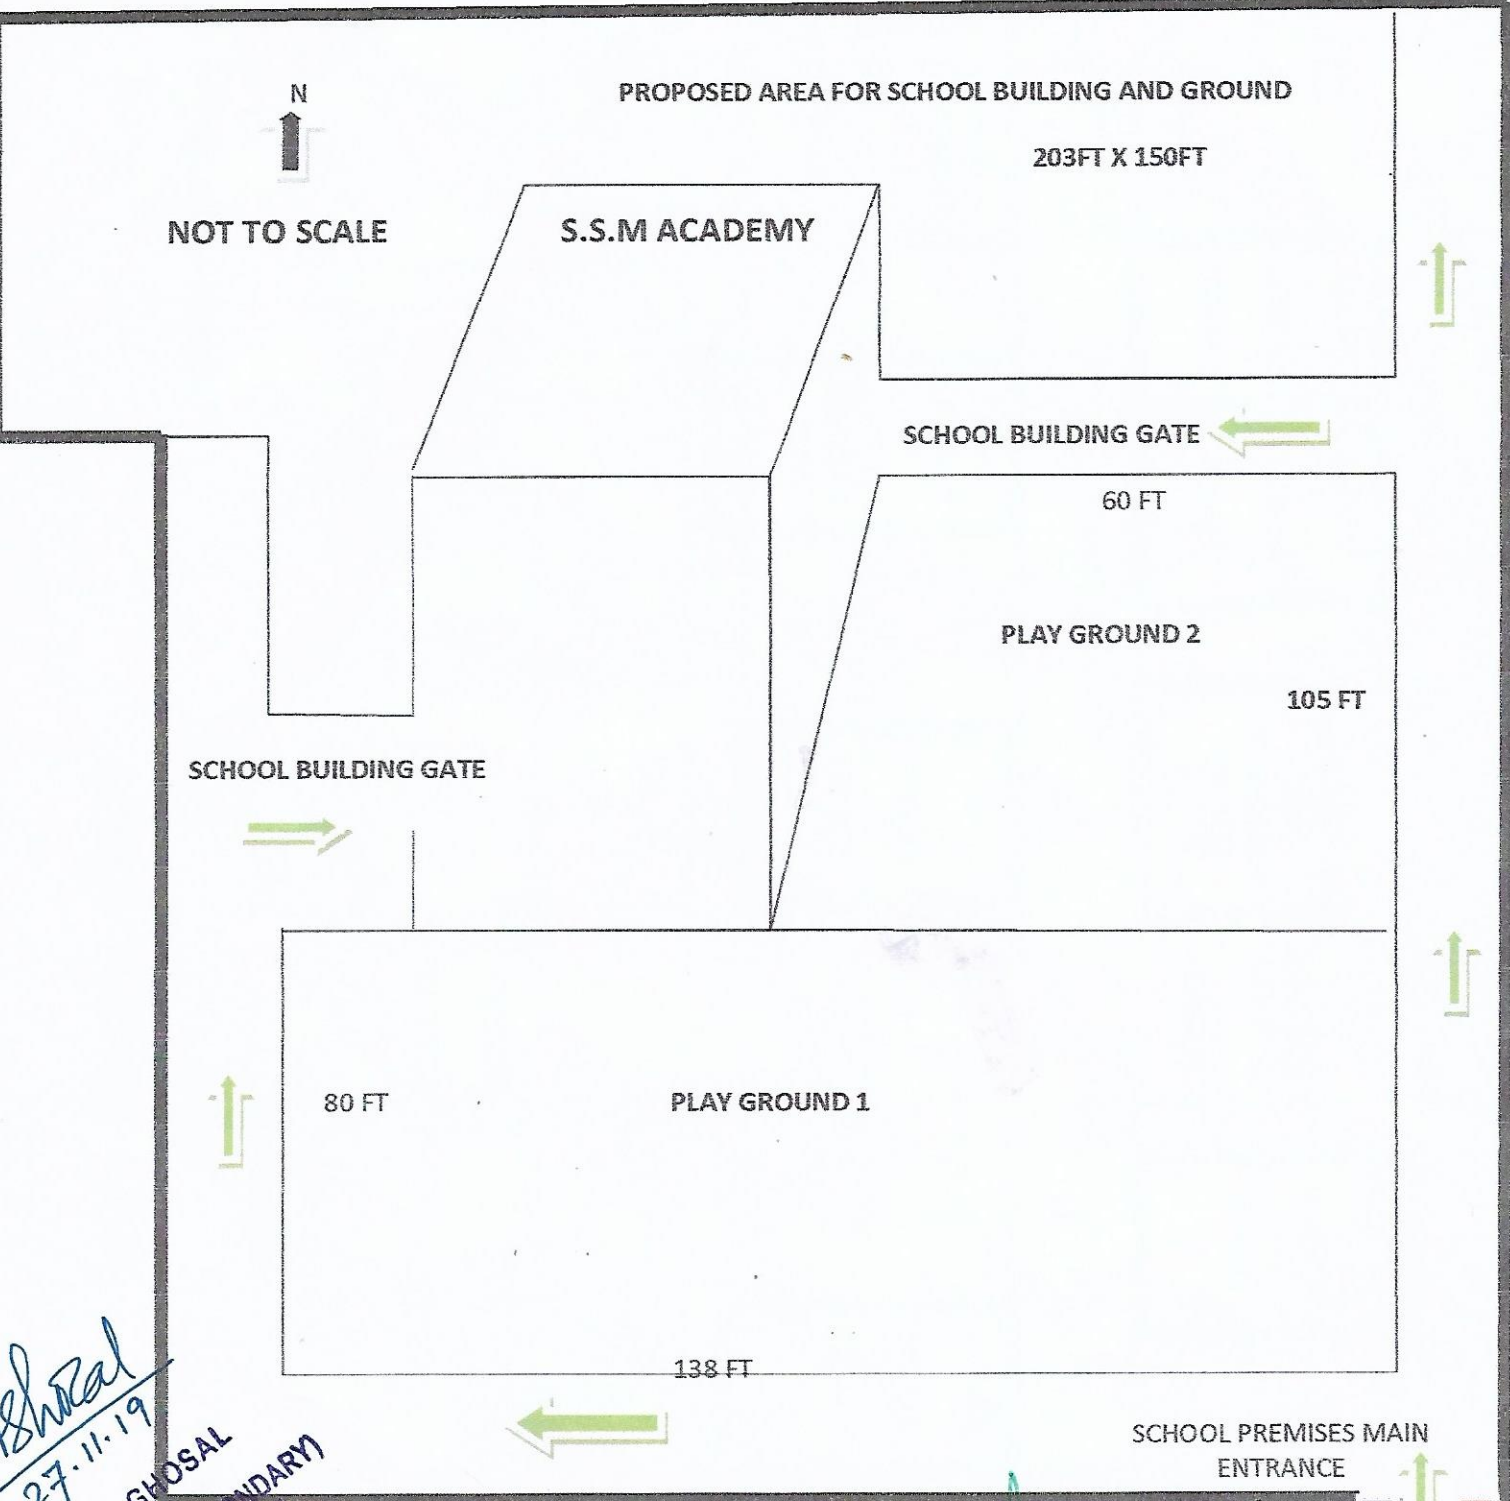 N
PROPOSED AREA FOR SCHOOL BUILDING AND GROUND
203FT X 150FT
NOT TO SCALE
S.S.M ACADEMY
SCHOOL BUILDING GATE
60 FT
PLAY GROUND 2
105 FT
SCHOOL BUILDING GATE
80 FT
PLAY GROUND 1
138 FT
SCHOOL PREMISES MAIN
ENTRANCE
27.11.19
GHOSAL